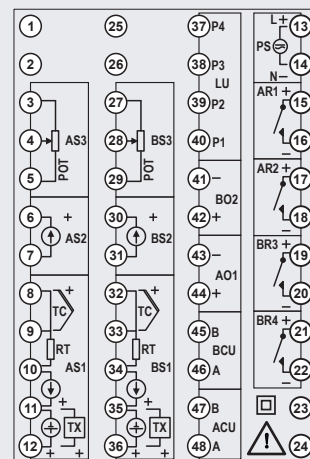 1 25 37 P4 L+ 13
PS
2 26 38 P3 N− 14
LU
3 27 39 P2 AR1 + 15
4 AS3 28 BS3 40 P1 − 16
5 POT 29 POT 41 − AR2 + 17
BO2
6 + 30 + 42 + − 18
AS2 BS2
7 31 43 − BR3 + 19
AO1
8 + 32 + 44 + − 20
TC TC
9 33 45 B BR4 + 21
RT RT BCU
10 AS1 34 BS1 46 A − 22
11 + 35 + 47 B 23
TX TX ACU
12 + + 36 + + 48 A 24